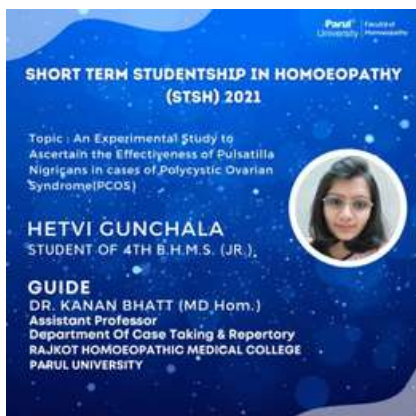 Parul® University
Faculty of Homoeopathy
SHORT TERM STUDENTSHIP IN HOMOEOPATHY
(STSH) 2021
Topic : An Experimental Study to
Ascertain the Effectiveness of Pulsatilla
Nigricans in cases of Polycystic Ovarian
Syndrome(PCOS)
HETVI GUNCHALA
STUDENT OF 4TH B.H.M.S. (JR.)
GUIDE
DR. KANAN BHATT (MD Hom.)
Assistant Professor
Department Of Case Taking & Repertory
RAJKOT HOMOEOPATHIC MEDICAL COLLEGE
PARUL UNIVERSITY